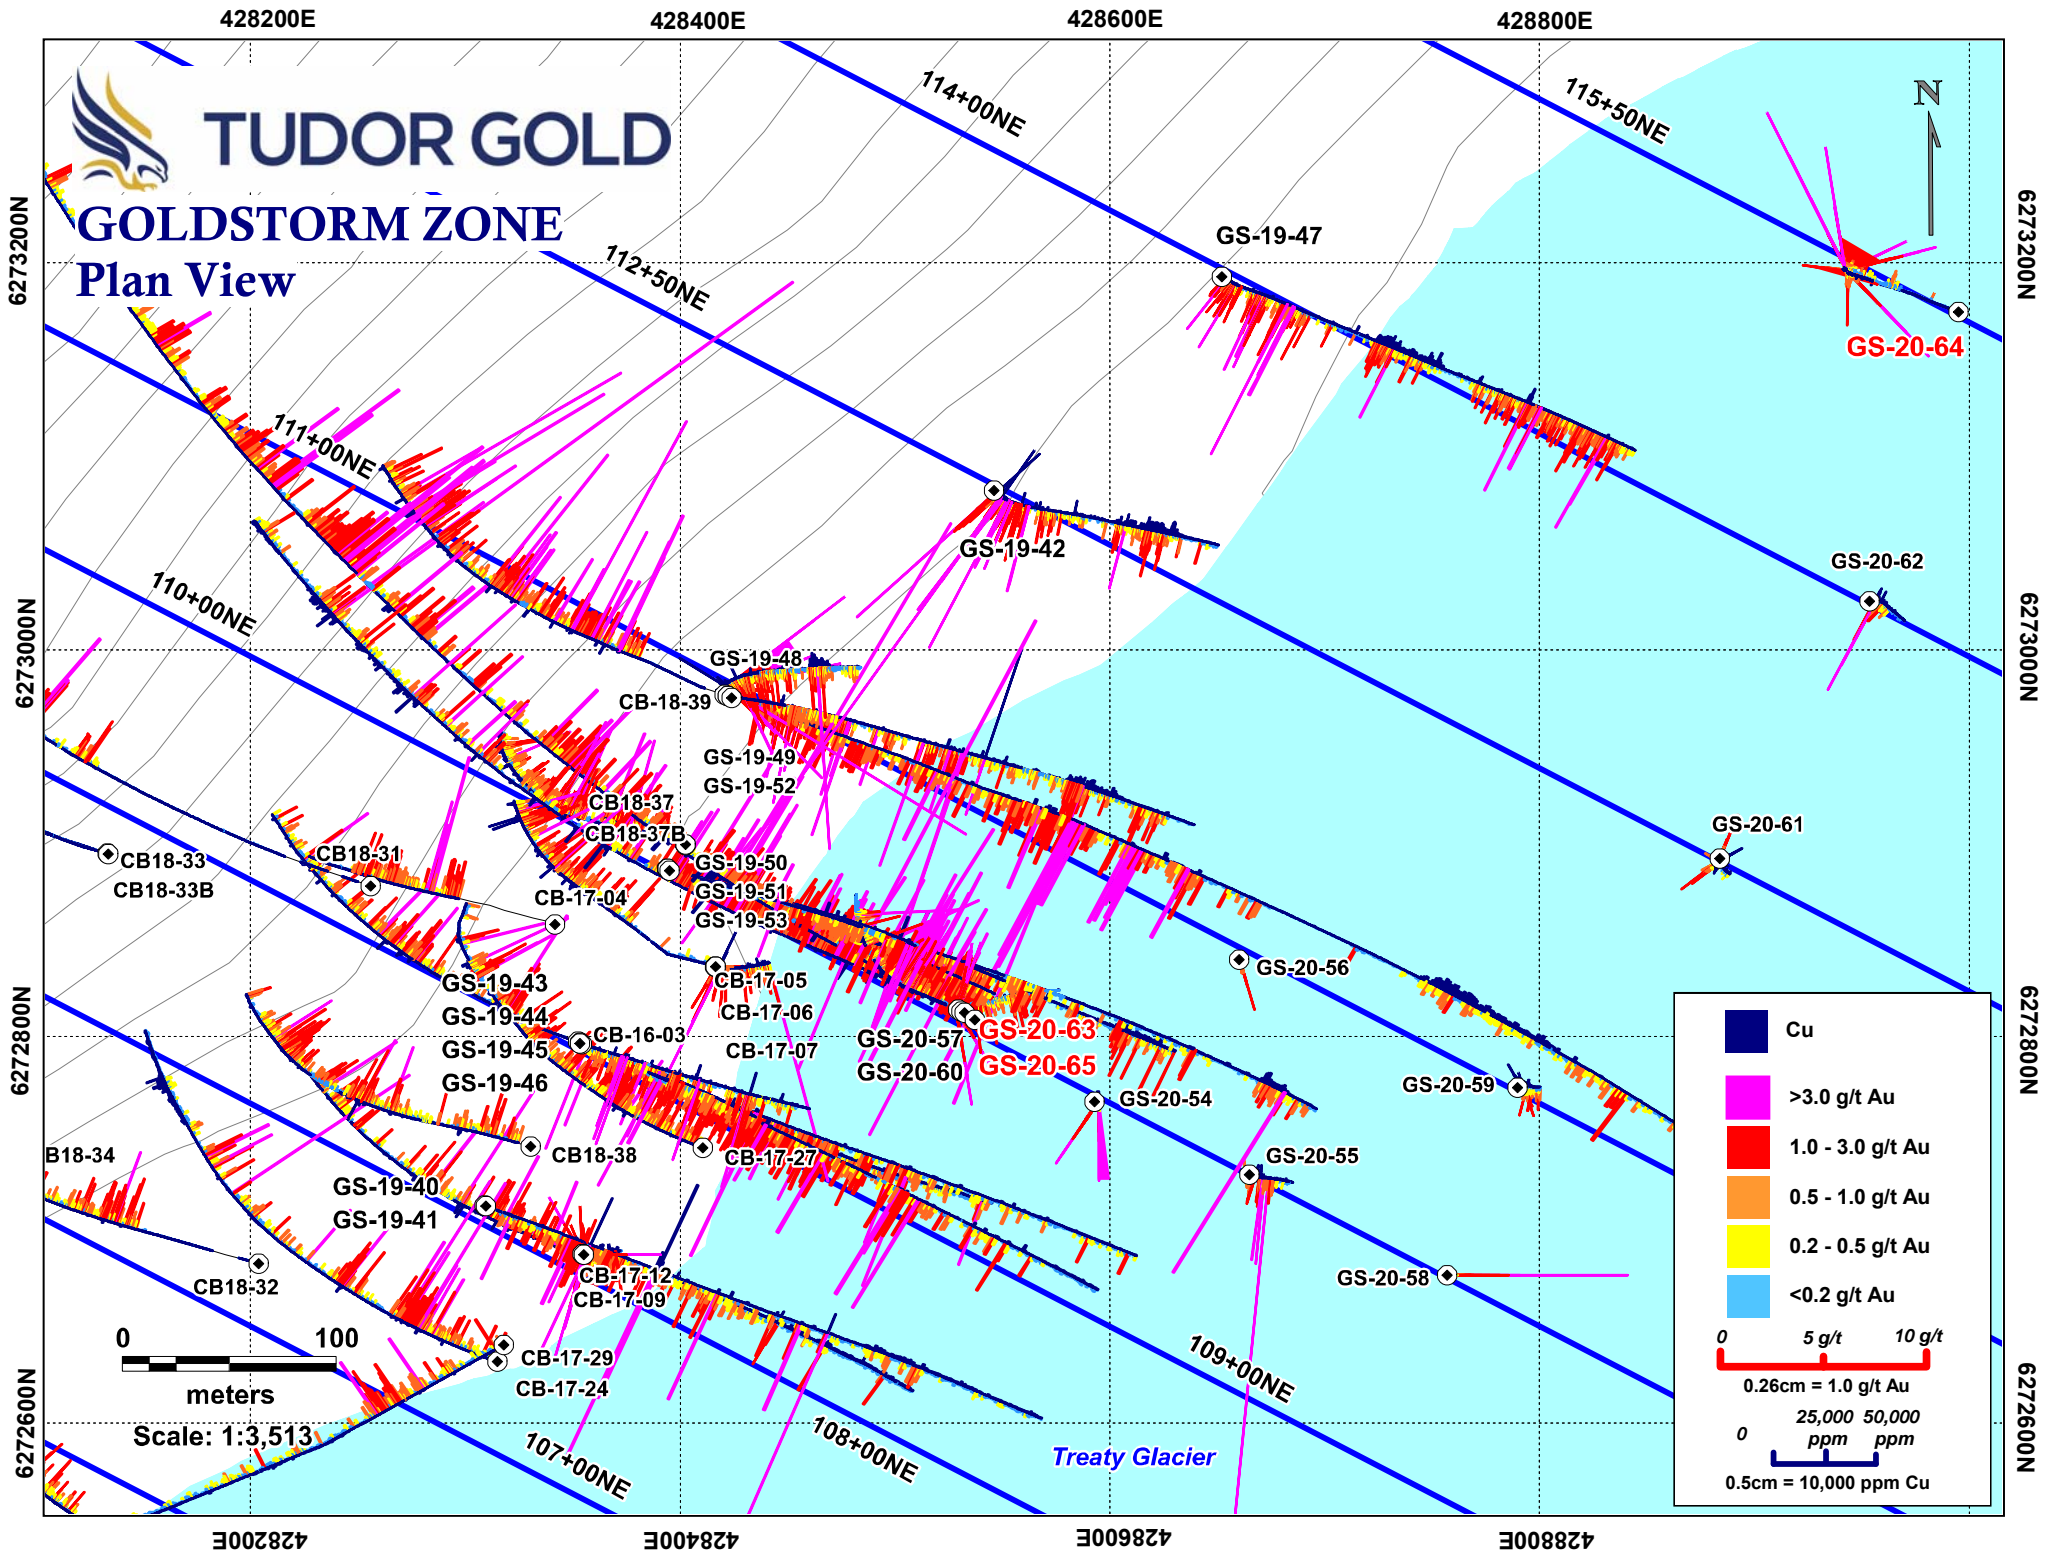 428200E
428400E
428600E
428800E
TUDOR GOLD
GOLDSTORM ZONE
Plan View
114+00NE
115+50NE
N
6273200N
6273200N
112+50NE
GS-19-47
GS-20-64
111+00NE
GS-19-42
GS-20-62
110+00NE
6273000N
6273000N
GS-19-48
CB-18-39
GS-19-49
GS-19-52
CB18-37
CB18-37B
GS-20-61
CB18-33
CB18-33B
CB18-31
GS-19-50
GS-19-51
GS-19-53
CB-17-04
GS-20-56
GS-19-43
GS-19-44
GS-19-45
GS-19-46
CB-17-05
CB-17-06
CB-17-07
CB-16-03
6272800N
6272800N
GS-20-57
GS-20-60
GS-20-63
GS-20-65
GS-20-54
GS-20-59
B18-34
CB18-38
CB-17-27
GS-20-55
GS-19-40
GS-19-41
CB18-32
CB-17-12
CB-17-09
GS-20-58
CB-17-29
CB-17-24
0 100
meters
Scale: 1:3,513
107+00NE
108+00NE
109+00NE
Treaty Glacier
6272600N
6272600N
Cu
>3.0 g/t Au
1.0 - 3.0 g/t Au
0.5 - 1.0 g/t Au
0.2 - 0.5 g/t Au
<0.2 g/t Au
0 5 g/t 10 g/t
0.26cm = 1.0 g/t Au
0 25,000 ppm 50,000 ppm
0.5cm = 10,000 ppm Cu
428200E
428400E
428600E
428800E